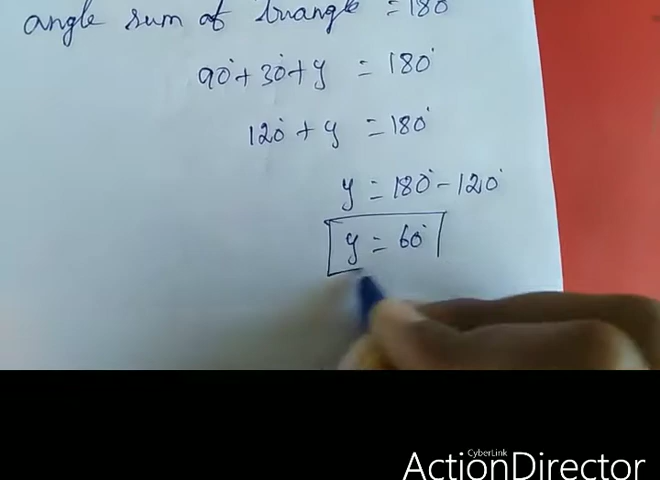 angle sum of triangle = 180°
90° + 30° + y = 180°
120° + y = 180°
y = 180° - 120°
y = 60°
CyberLink
ActionDirector